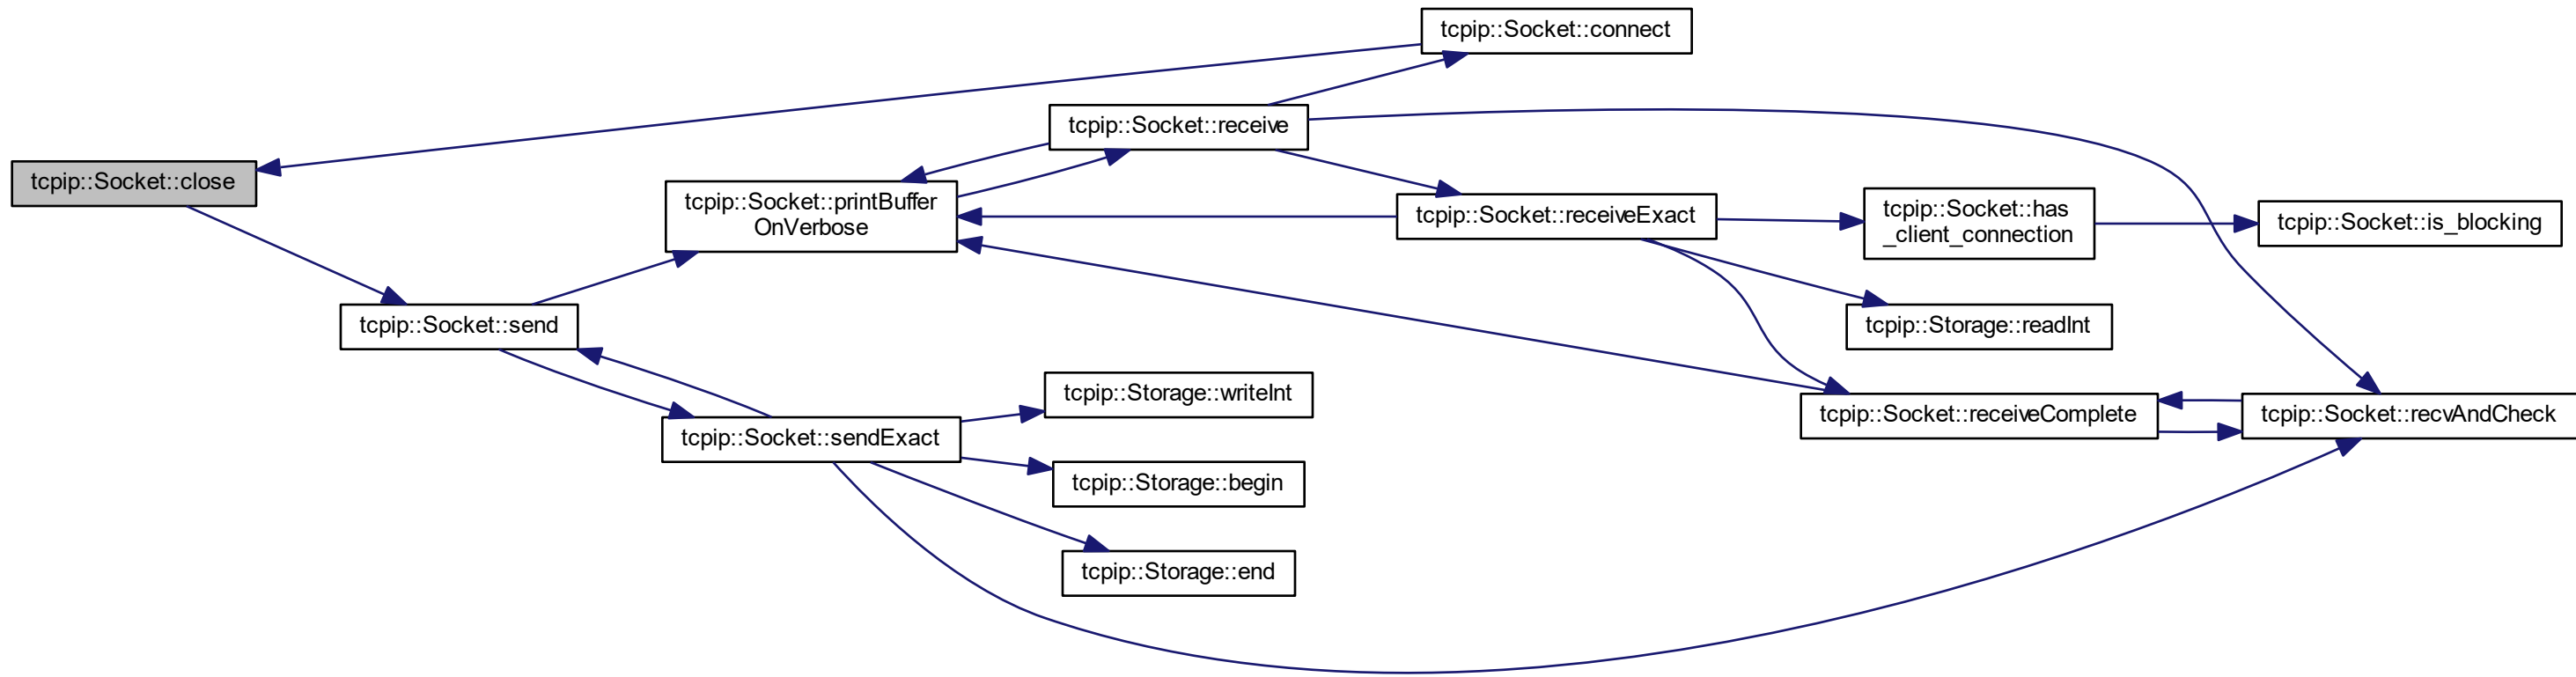 tcpip::Socket::connect
tcpip::Socket::receive
tcpip::Socket::close
tcpip::Socket::printBuffer
OnVerbose
tcpip::Socket::receiveExact
tcpip::Socket::has
_client_connection
tcpip::Socket::is_blocking
tcpip::Socket::send
tcpip::Storage::readInt
tcpip::Storage::writeInt
tcpip::Socket::receiveComplete
tcpip::Socket::recvAndCheck
tcpip::Socket::sendExact
tcpip::Storage::begin
tcpip::Storage::end